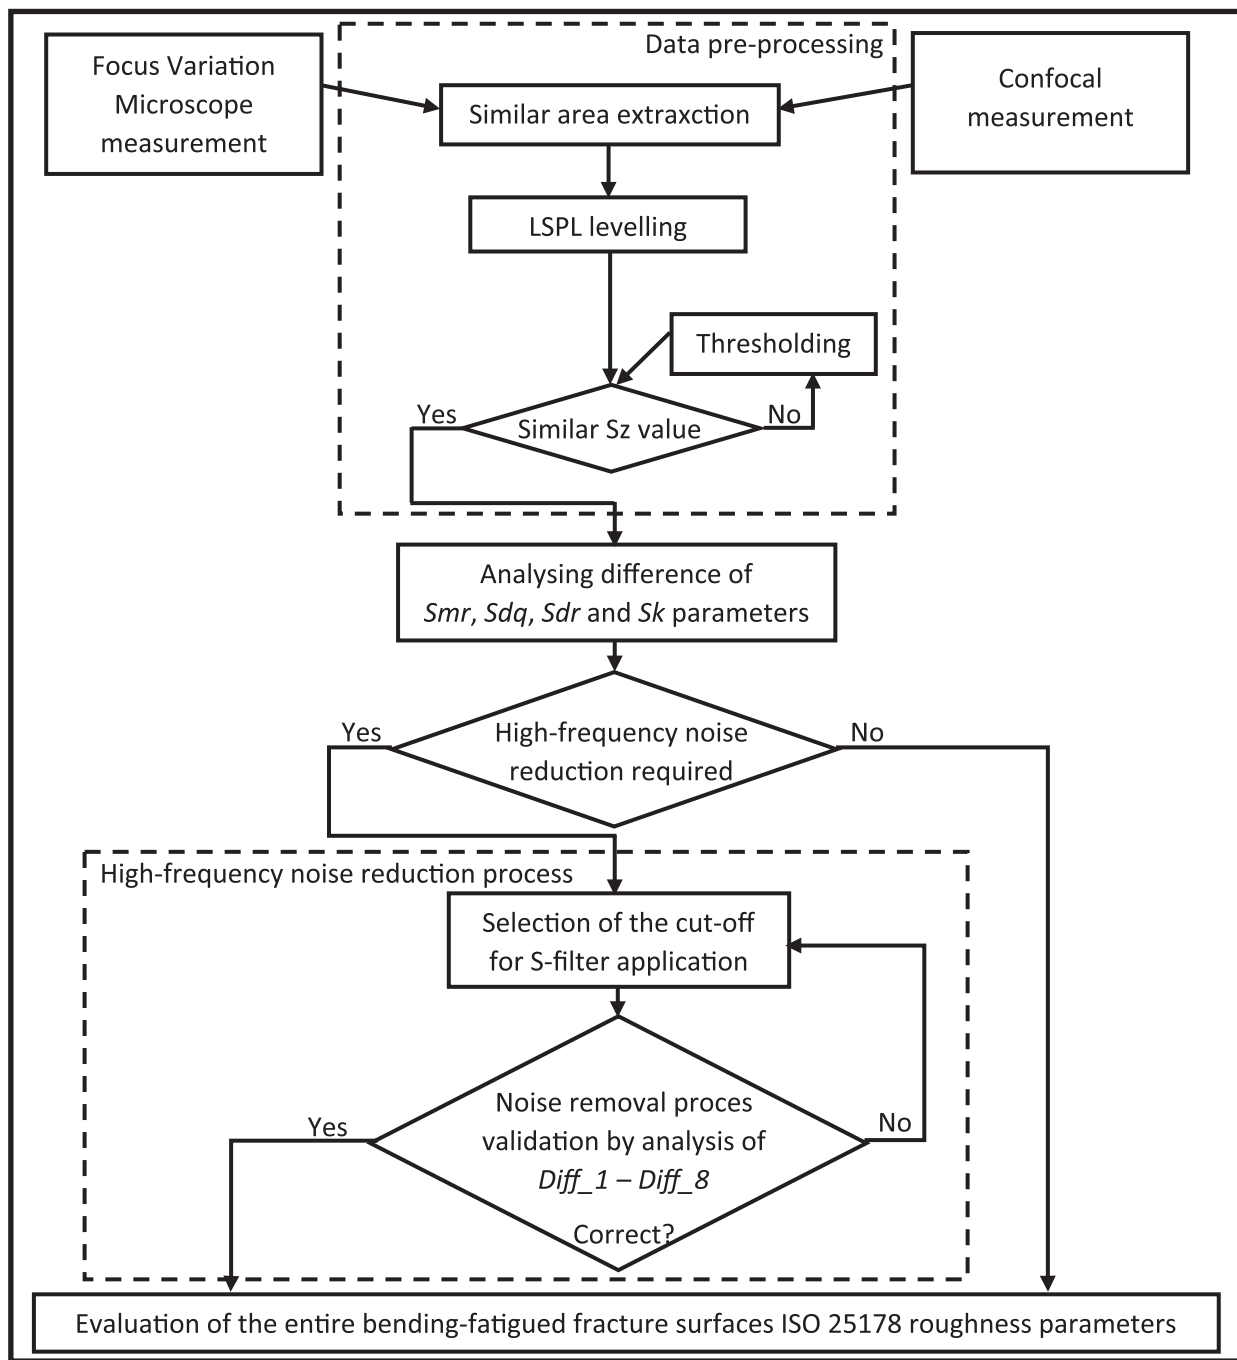 Data pre-processing
Focus Variation
Microscope
measurement
Similar area extraxction
Confocal
measurement
LSPL levelling
Thresholding
Yes
Similar Sz value
No
Analysing difference of
Smr, Sdq, Sdr and Sk parameters
Yes
High-frequency noise
reduction required
No
High-frequency noise reduction process
Selection of the cut-off
for S-filter application
Yes
Noise removal proces
validation by analysis of
Diff_1 – Diff_8
Correct?
No
Evaluation of the entire bending-fatigued fracture surfaces ISO 25178 roughness parameters